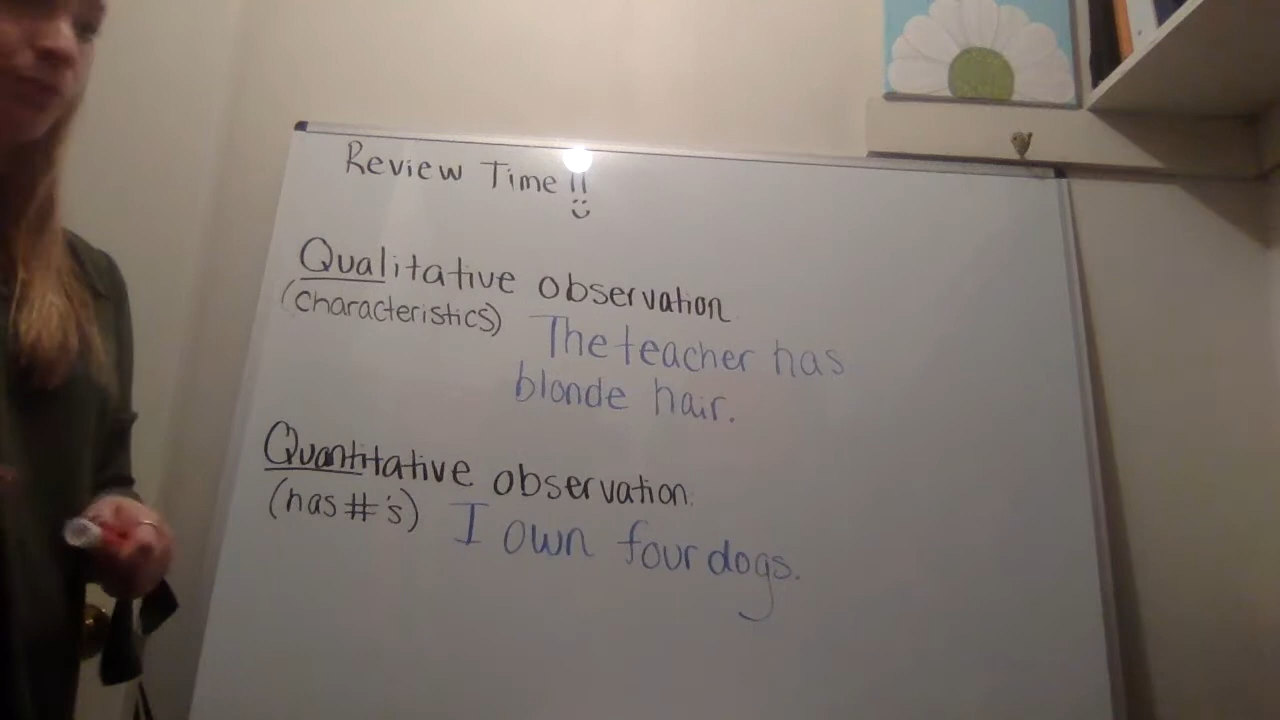 Review Time!!
Qualitative observation
(characteristics)
The teacher has
blonde hair.
Quantitative observation
(has #'s)
I own four dogs.